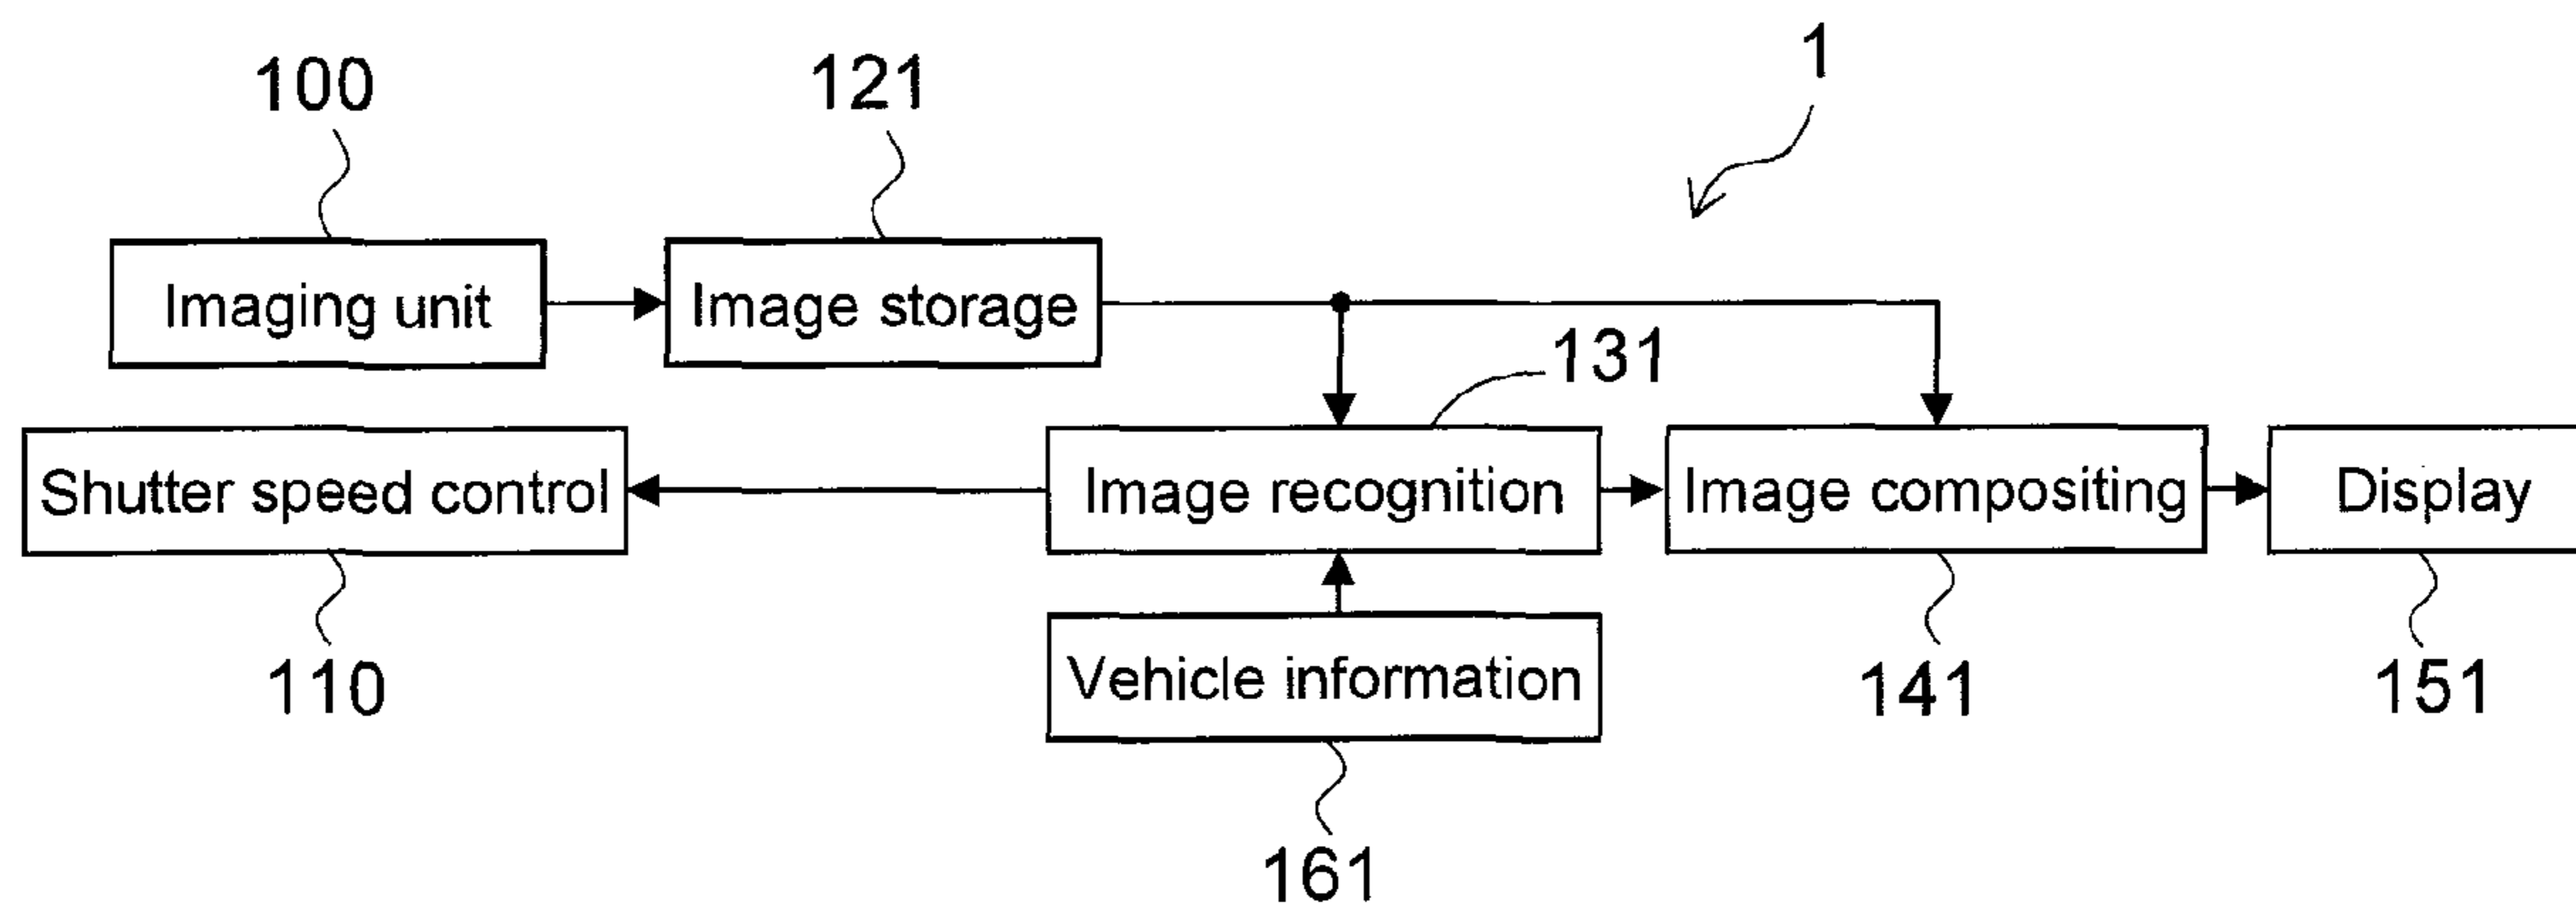 1
100
121
Imaging unit
Image storage
131
Shutter speed control
Image recognition
Image compositing
Display
110
Vehicle information
141
151
161